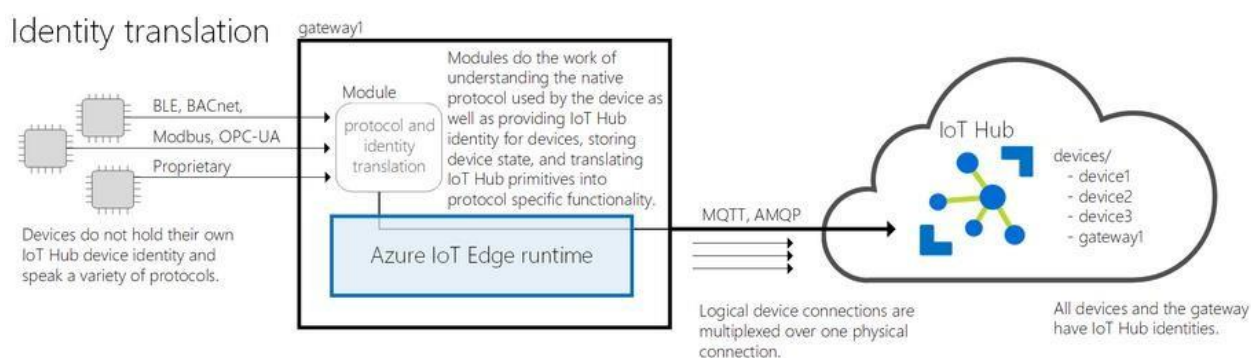 Identity translation
gateway1
Modules do the work of
understanding the native
protocol used by the device as
well as providing IoT Hub
identity for devices, storing
device state, and translating
IoT Hub primitives into
protocol specific functionality.
Module
protocol and
identity
translation
BLE, BACnet,
Modbus, OPC-UA
Proprietary
Devices do not hold their own
IoT Hub device identity and
speak a variety of protocols.
Azure IoT Edge runtime
MQTT, AMQP
Logical device connections are
multiplexed over one physical
connection.
IoT Hub
devices/
- device1
- device2
- device3
- gateway1
All devices and the gateway
have IoT Hub identities.